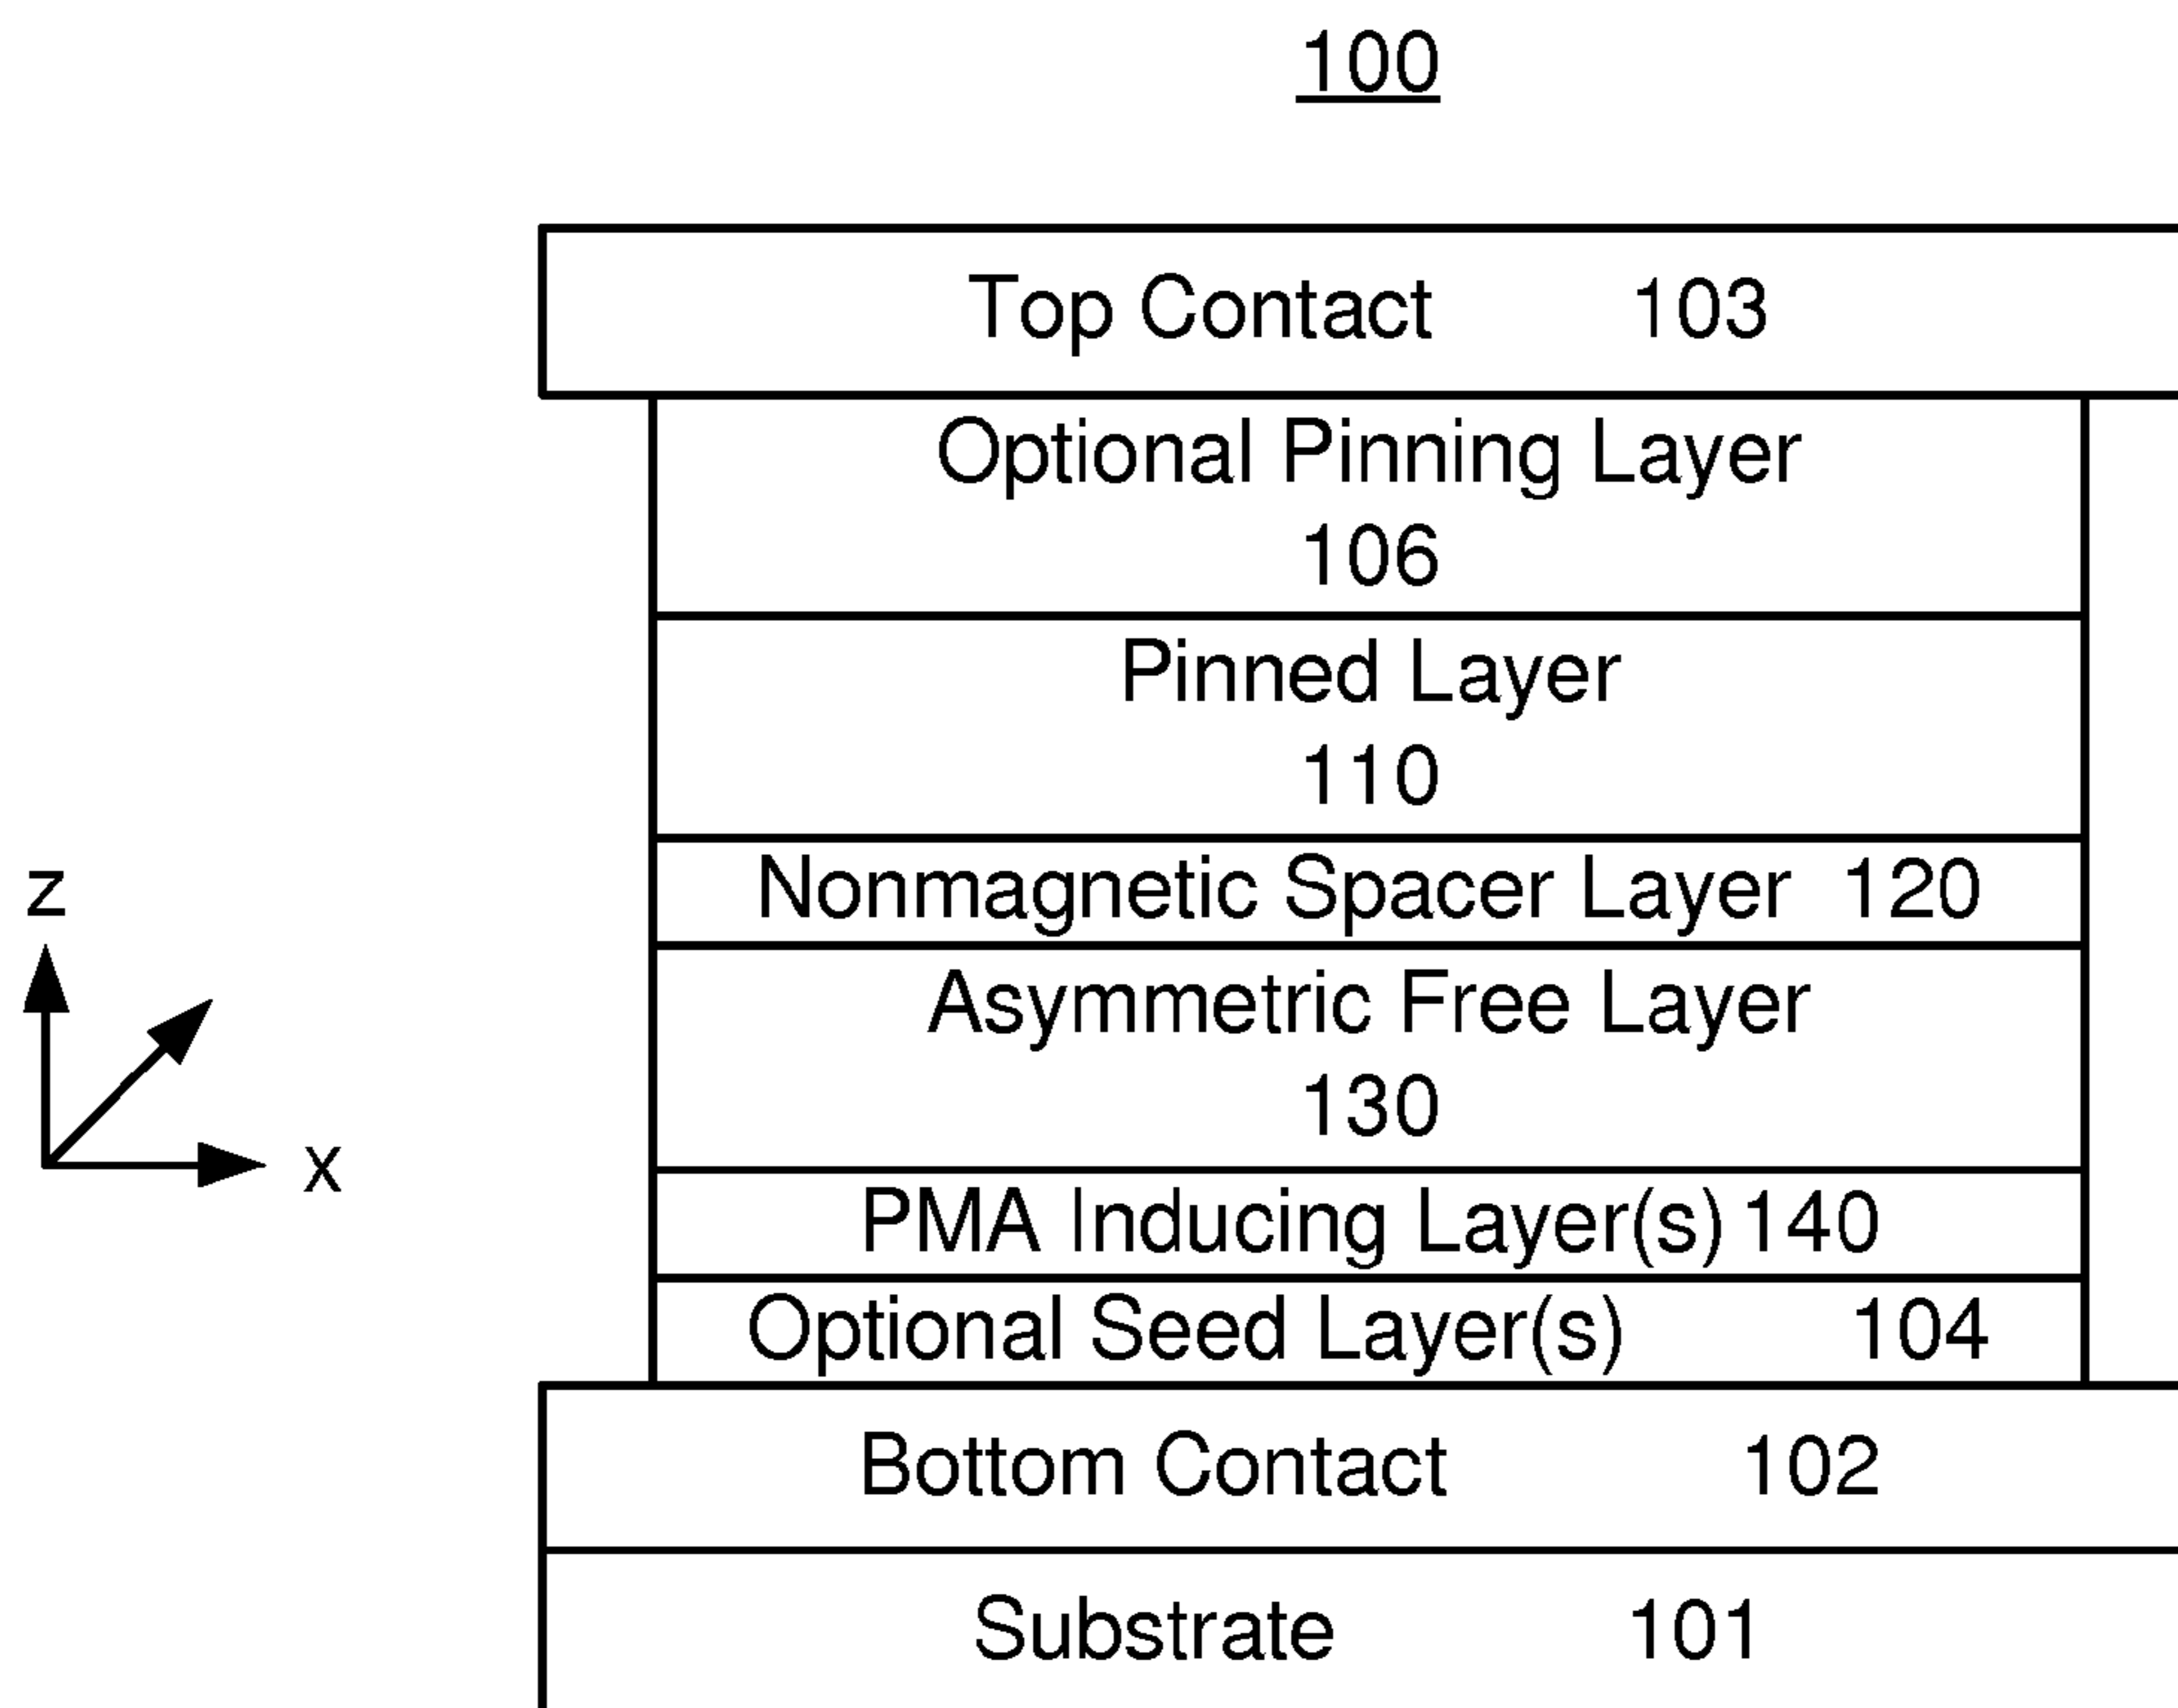 100
Top Contact 103
Optional Pinning Layer
106
Pinned Layer
110
Nonmagnetic Spacer Layer 120
Asymmetric Free Layer
130
PMA Inducing Layer(s) 140
Optional Seed Layer(s) 104
Bottom Contact 102
Substrate 101
z
x